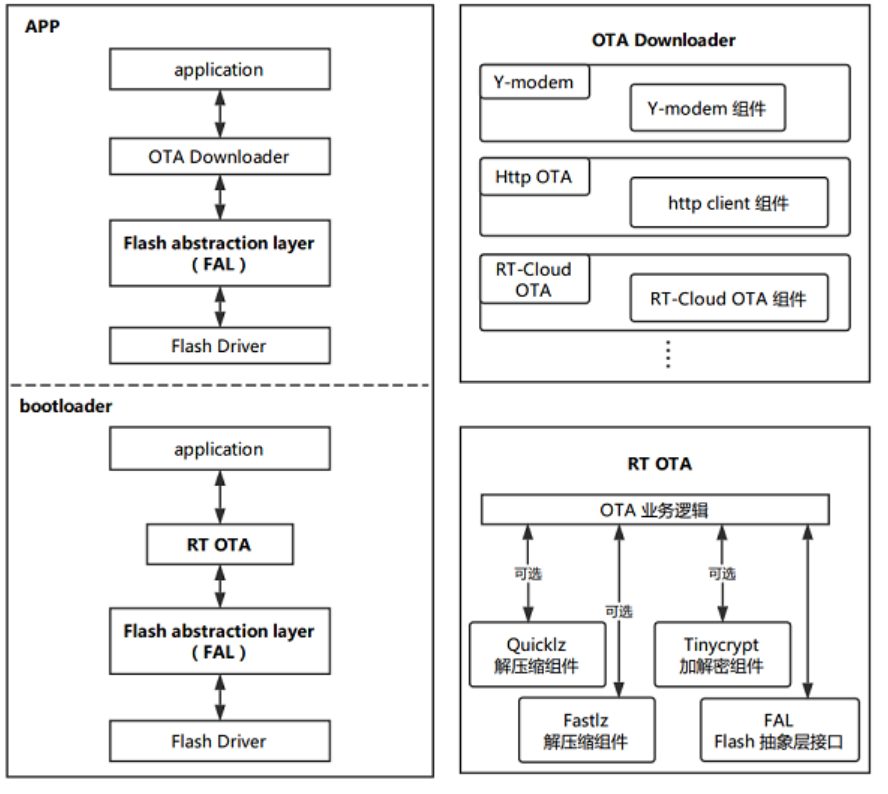 APP
application
OTA Downloader
Flash abstraction layer
( FAL )
Flash Driver
bootloader
application
RT OTA
Flash abstraction layer
( FAL )
Flash Driver
OTA Downloader
Y-modem
Y-modem 组件
Http OTA
http client 组件
RT-Cloud
OTA
RT-Cloud OTA 组件
RT OTA
OTA 业务逻辑
可选
可选
可选
Quicklz
解压缩组件
Tinycrypt
加解密组件
Fastlz
解压缩组件
FAL
Flash 抽象层接口